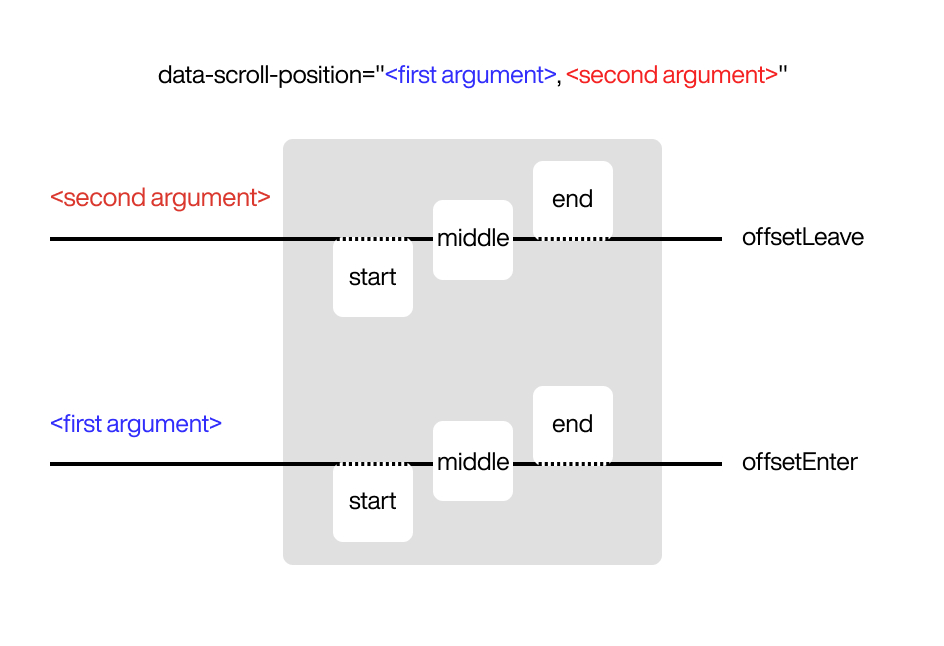 data-scroll-position="<first argument>, <second argument>"
<second argument>
end
middle
offsetLeave
start
<first argument>
end
middle
offsetEnter
start